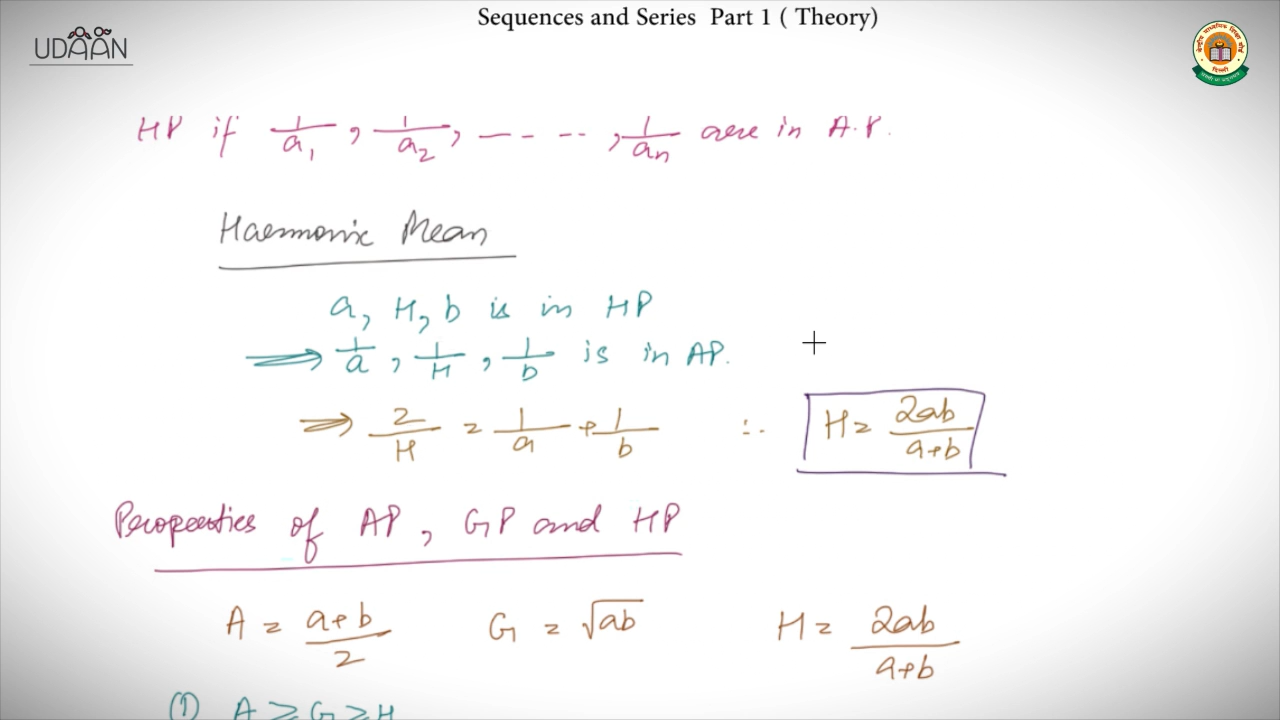 Sequences and Series Part 1 ( Theory)
UDAAN
HP if 1/a₁, 1/a₂, - - - - -, 1/aₙ are in A.P.
Harmonic Mean
a, H, b is in HP
⟹ 1/a, 1/H, 1/b is in AP.
⟹ 2/H = 1/a + 1/b ∴ H = 2ab/a+b
Properties of AP, GP and HP
A = a+b/2 G = √ab H = 2ab/a+b
(1) A ≥ G ≥ H